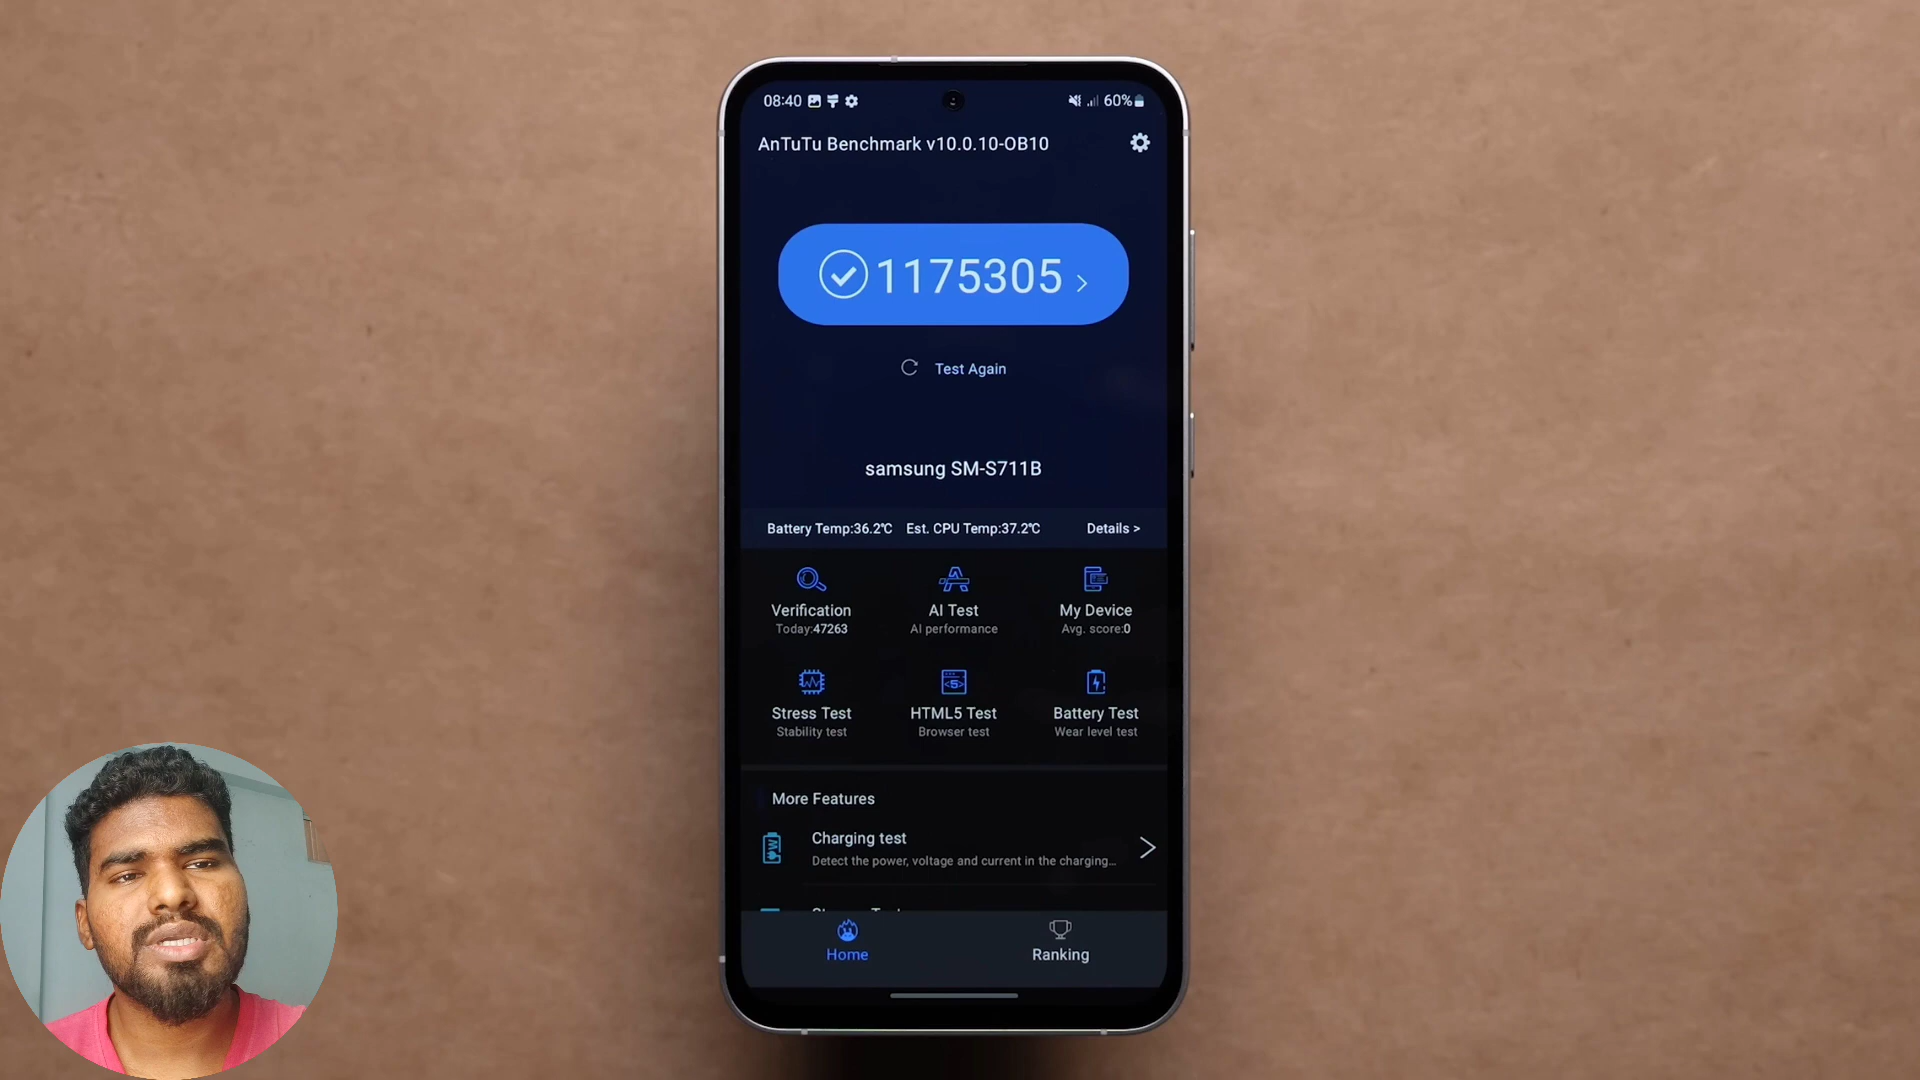 08:40
60%
AnTuTu Benchmark v10.0.10-OB10
1175305 >
Test Again
samsung SM-S711B
Battery Temp:36.2℃ Est. CPU Temp:37.2℃ Details >
Verification AI Test My Device
Today:47263 AI performance Avg. score:0
Stress Test HTML5 Test Battery Test
Stability test Browser test Wear level test
More Features
Charging test
Detect the power, voltage and current in the charging...
Home Ranking